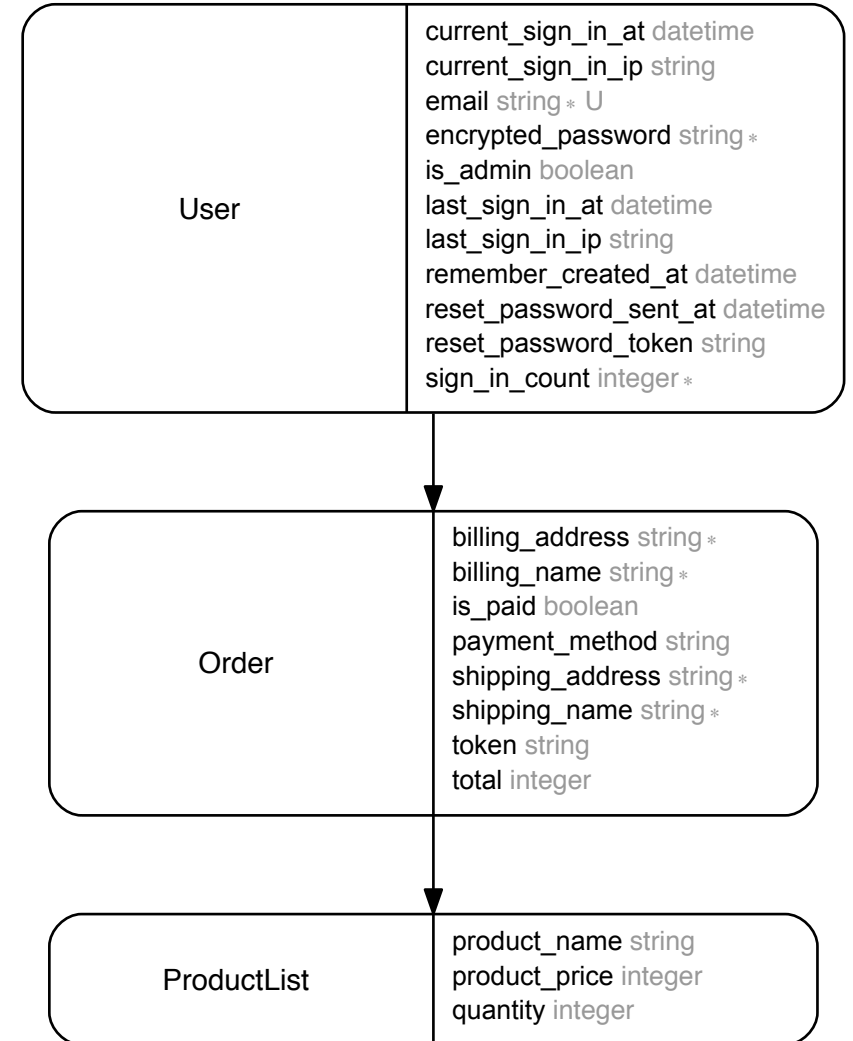 User
current_sign_in_at datetime
current_sign_in_ip string
email string * U
encrypted_password string *
is_admin boolean
last_sign_in_at datetime
last_sign_in_ip string
remember_created_at datetime
reset_password_sent_at datetime
reset_password_token string
sign_in_count integer *
Order
billing_address string *
billing_name string *
is_paid boolean
payment_method string
shipping_address string *
shipping_name string *
token string
total integer
ProductList
product_name string
product_price integer
quantity integer